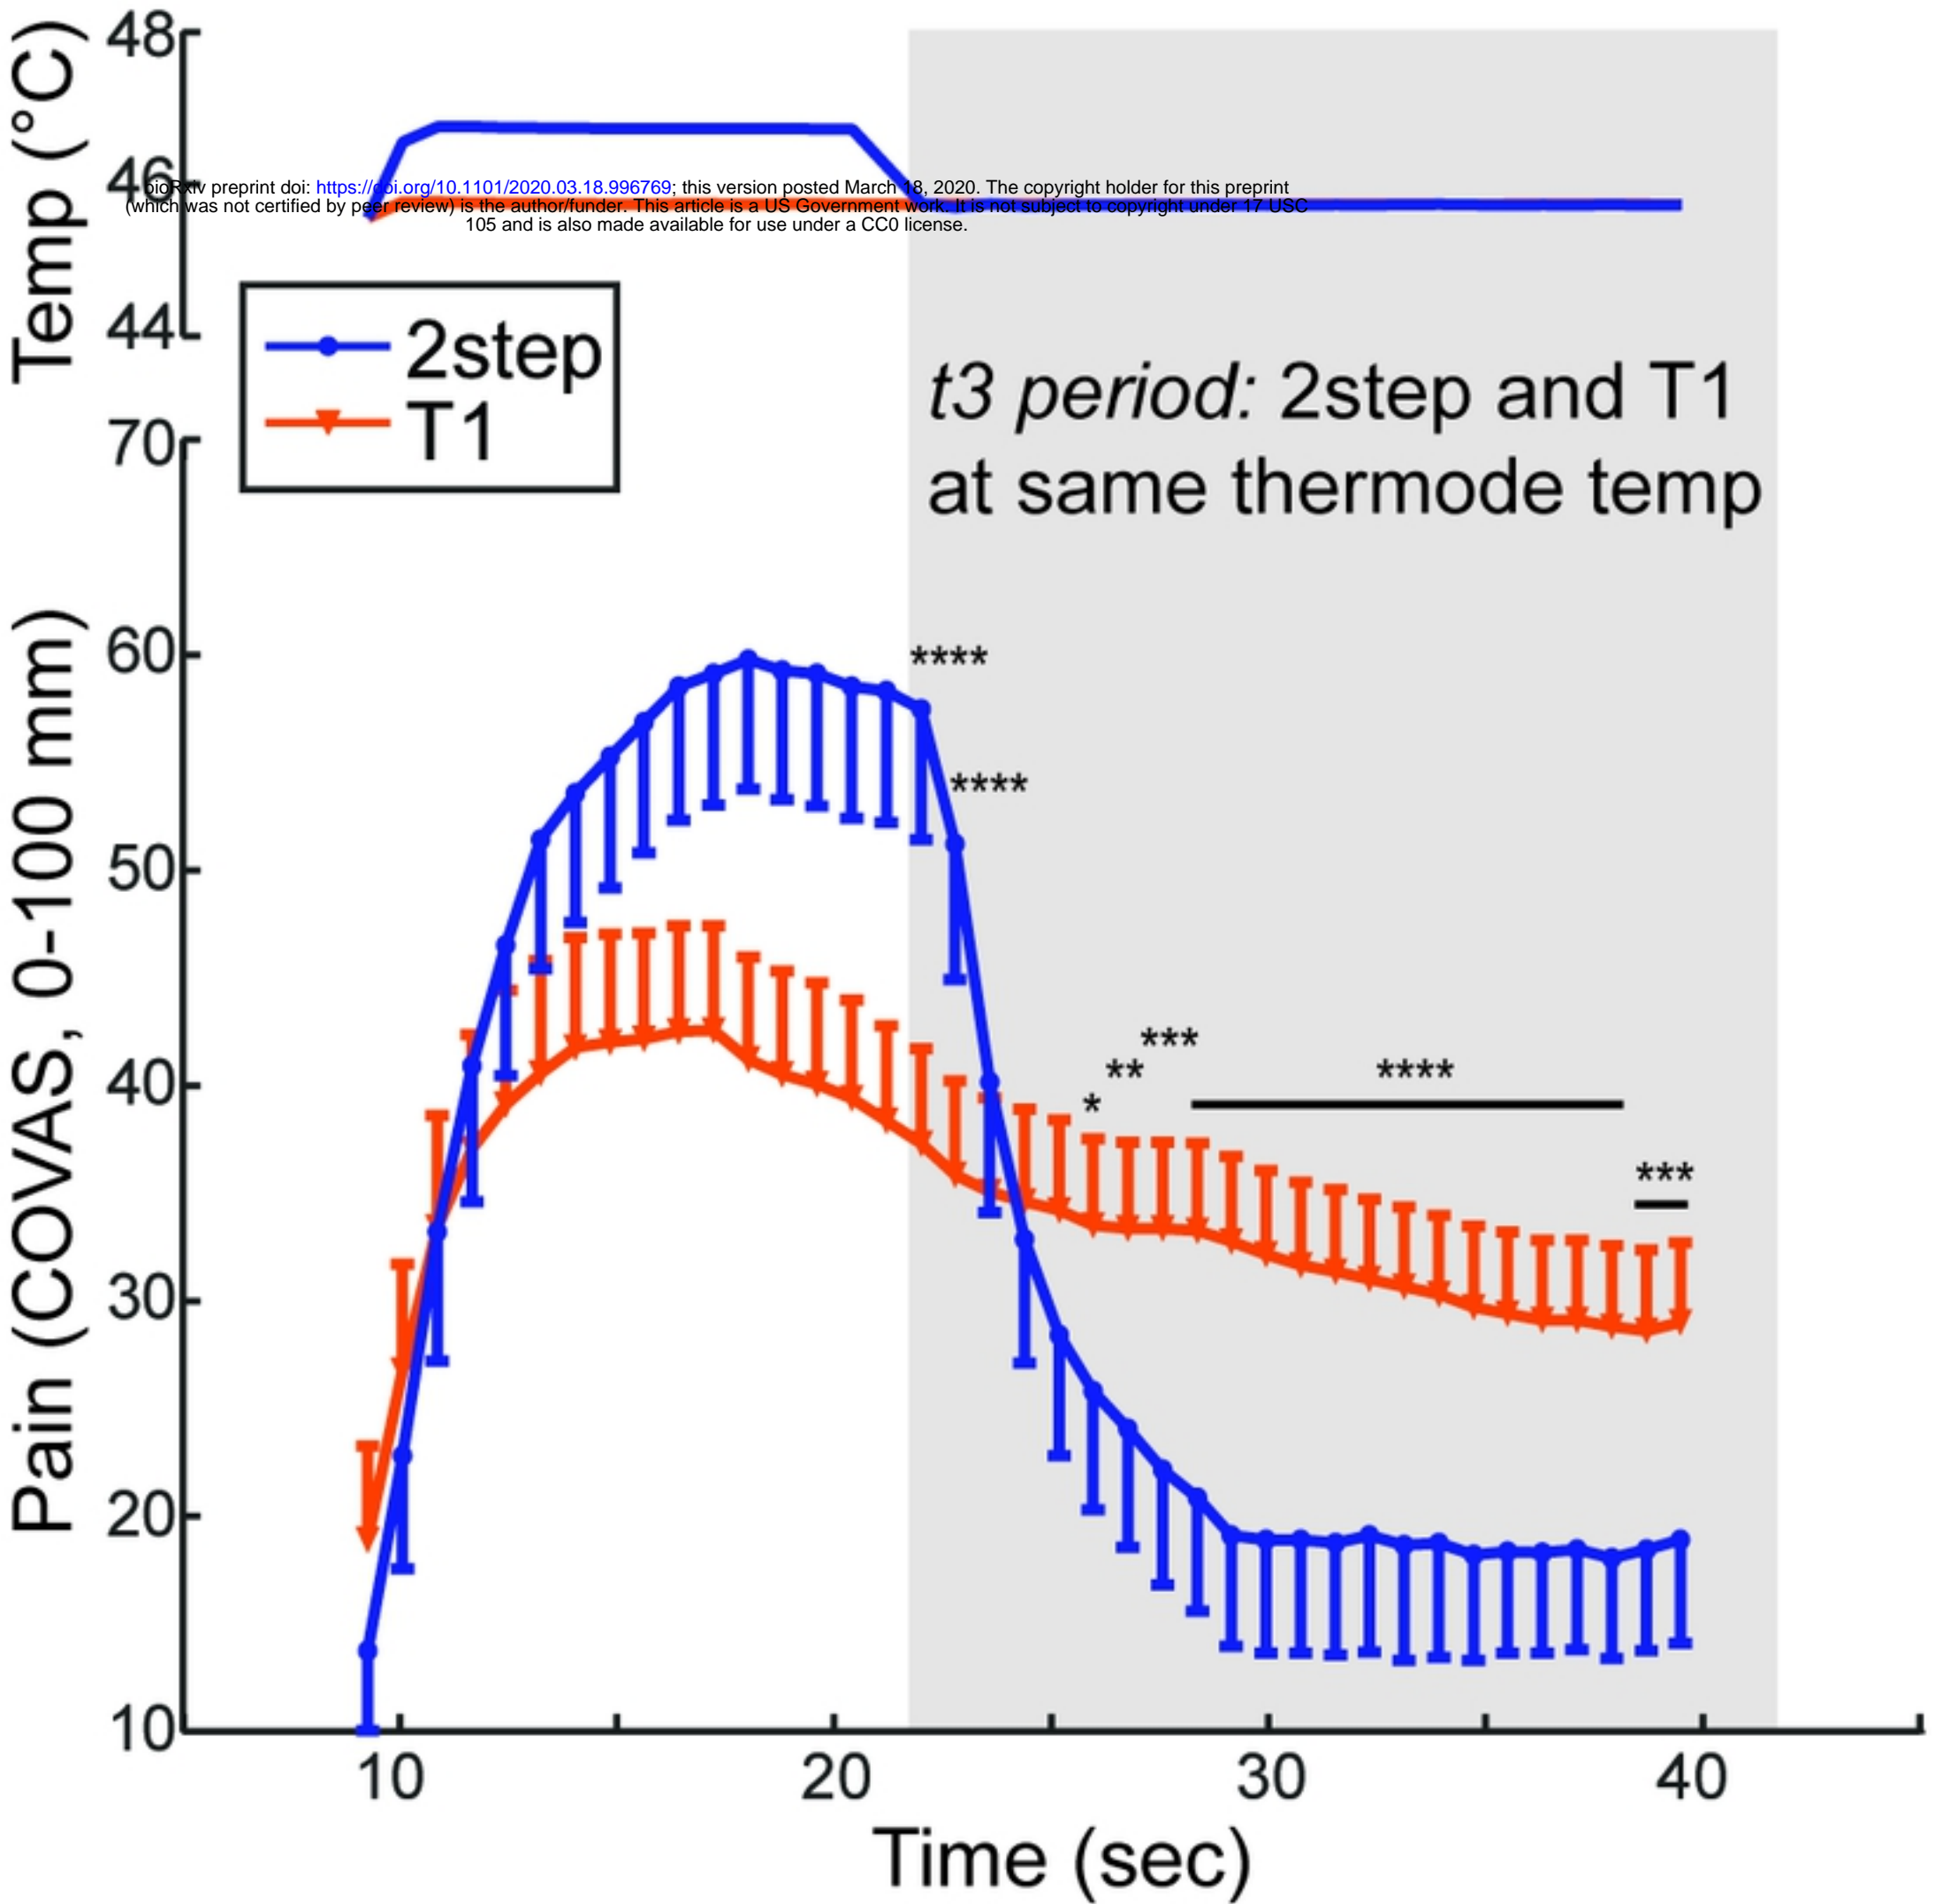 48
Temp (°C)
46
bioRxiv preprint doi: https://doi.org/10.1101/2020.03.18.996769; this version posted March 18, 2020. The copyright holder for this preprint
(which was not certified by peer review) is the author/funder. This article is a US Government work. It is not subject to copyright under 17 USC
105 and is also made available for use under a CC0 license.
44
2step
T1
t3 period: 2step and T1
at same thermode temp
70
Pain (COVAS, 0-100 mm)
60
****
****
50
***
**
****
*
40
***
30
20
10
10 20 30 40
Time (sec)